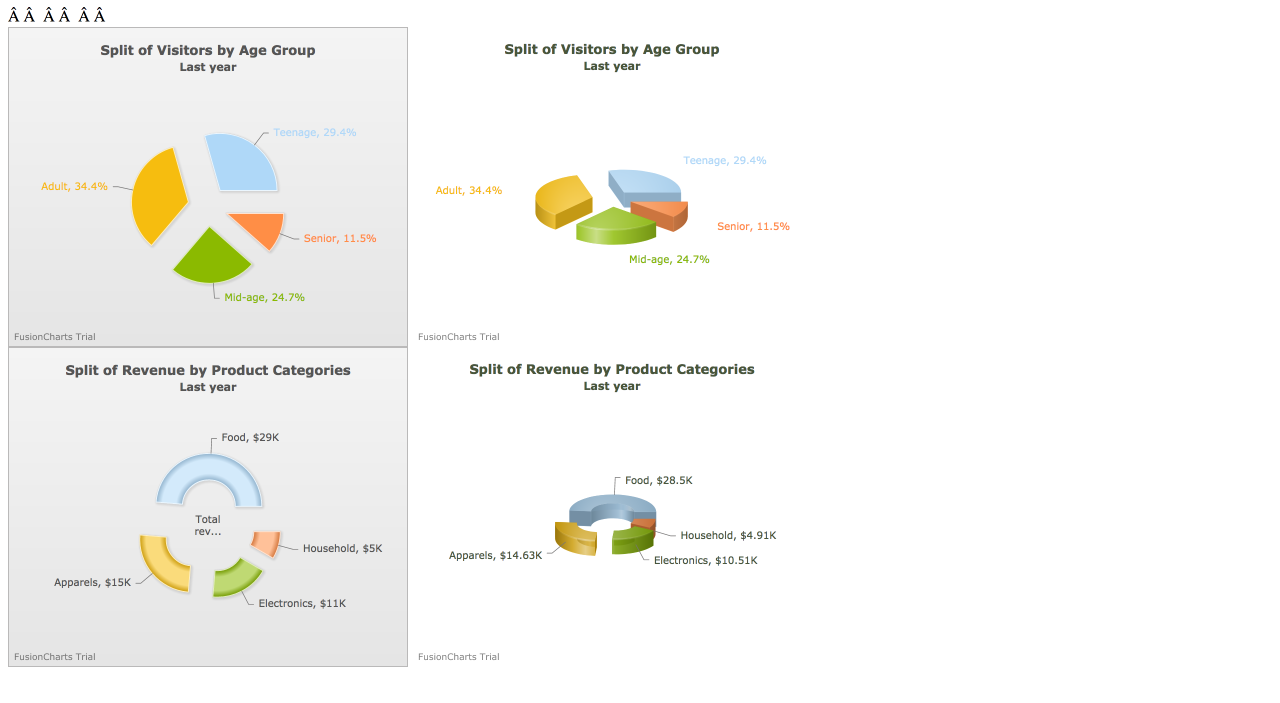 Â Â  Â Â  Â Â
Split of Visitors by Age Group
Last year
Teenage, 29.4%
Adult, 34.4%
Senior, 11.5%
Mid-age, 24.7%
FusionCharts Trial
Split of Visitors by Age Group
Last year
Teenage, 29.4%
Adult, 34.4%
Senior, 11.5%
Mid-age, 24.7%
FusionCharts Trial
Split of Revenue by Product Categories
Last year
Food, $29K
Total
rev...
Household, $5K
Apparels, $15K
Electronics, $11K
FusionCharts Trial
Split of Revenue by Product Categories
Last year
Food, $28.5K
Household, $4.91K
Apparels, $14.63K
Electronics, $10.51K
FusionCharts Trial